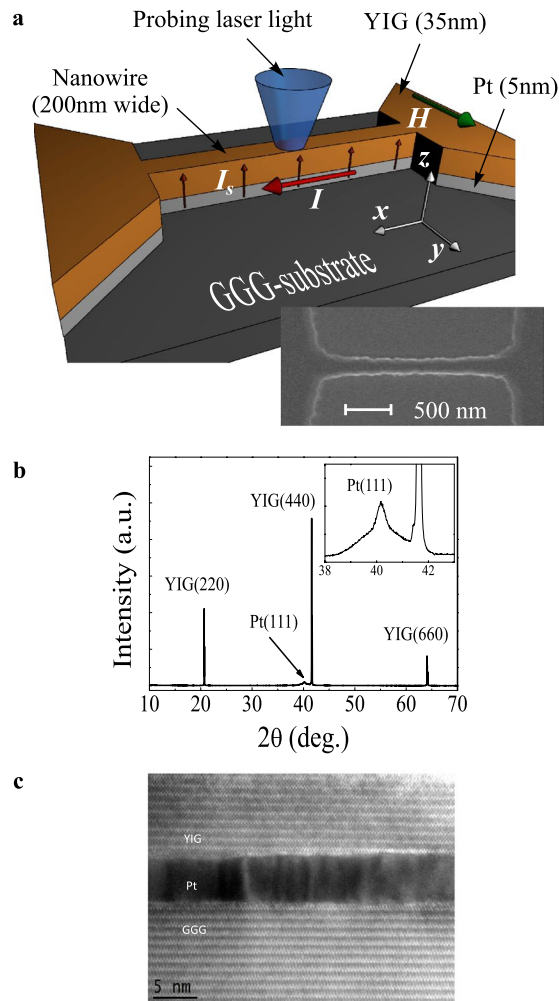 a
Probing laser light
YIG (35nm)
Nanowire
(200nm wide)
Pt (5nm)
H
z
I_s
I
x
y
GGG-substrate
500 nm
b
Intensity (a.u.)
YIG(220)
YIG(440)
Pt(111)
YIG(660)
Pt(111)
38 40 42
10 20 30 40 50 60 70
2θ (deg.)
c
YIG
Pt
GGG
5 nm